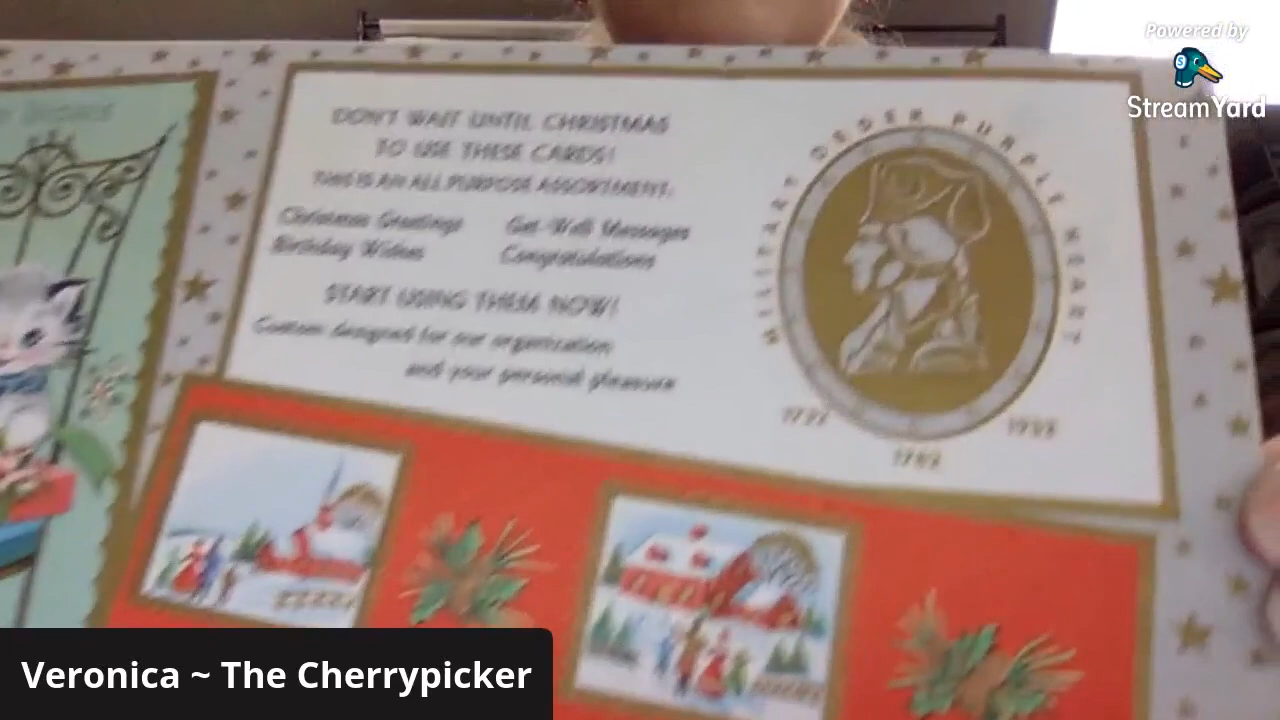 Powered by
StreamYard
DON'T WAIT UNTIL CHRISTMAS
TO USE THESE CARDS!
THIS IS AN ALL PURPOSE ASSORTMENT:
Christmas Greetings Get-Well Messages
Birthday Wishes Congratulations
START USING THEM NOW!
Custom designed for our organization
and your personal pleasure
MILITARY ORDER PURPLE HEART
1782
Veronica ~ The Cherrypicker